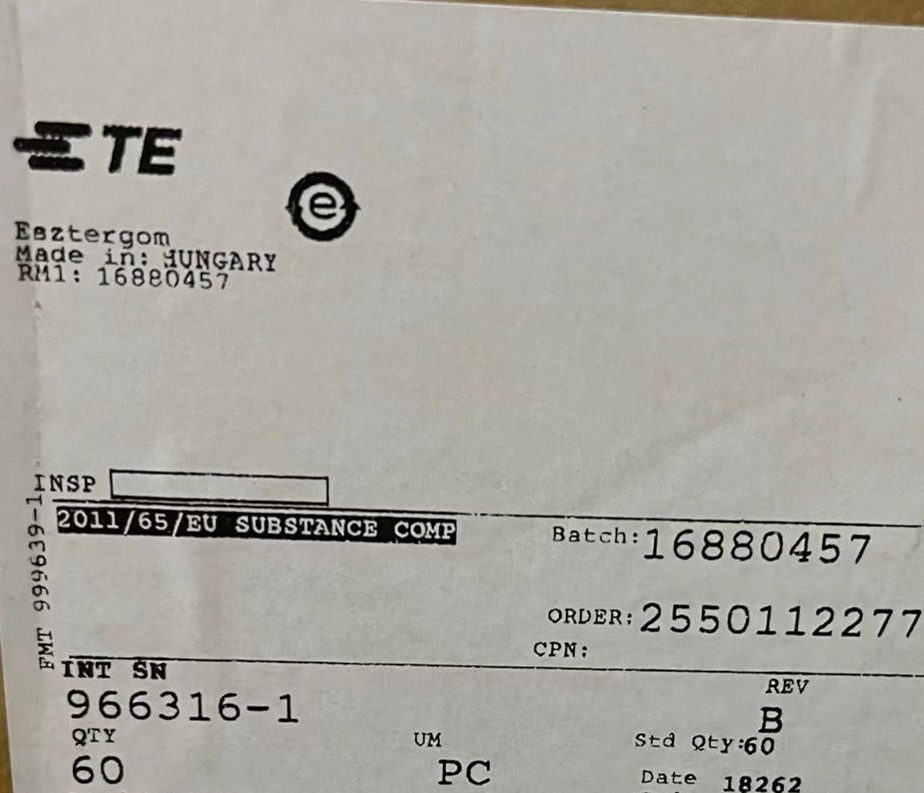 TE
e
Esztergom
Made in: HUNGARY
RM1: 16880457
INSP
FMT 999639-1
2011/65/EU SUBSTANCE COMP
Batch: 16880457
ORDER: 2550112277
CPN:
INT SN
966316-1
REV
B
QTY
60
UM
PC
Std Qty:60
Date 18262